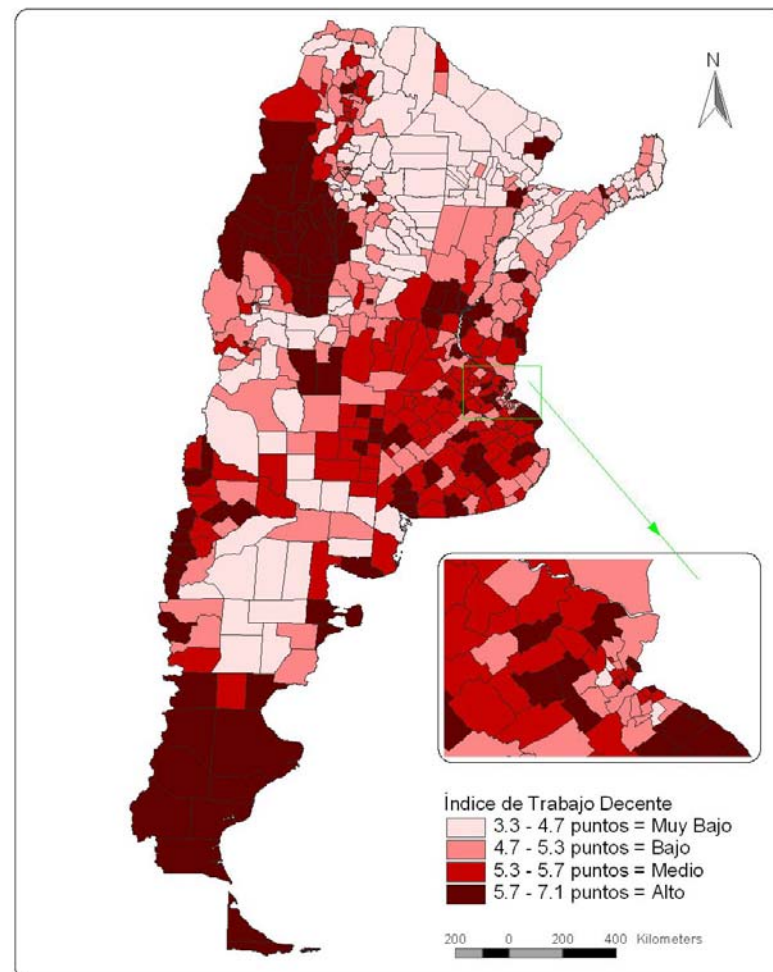 N
Índice de Trabajo Decente
3.3 - 4.7 puntos = Muy Bajo
4.7 - 5.3 puntos = Bajo
5.3 - 5.7 puntos = Medio
5.7 - 7.1 puntos = Alto
200 0 200 400 Kilometers